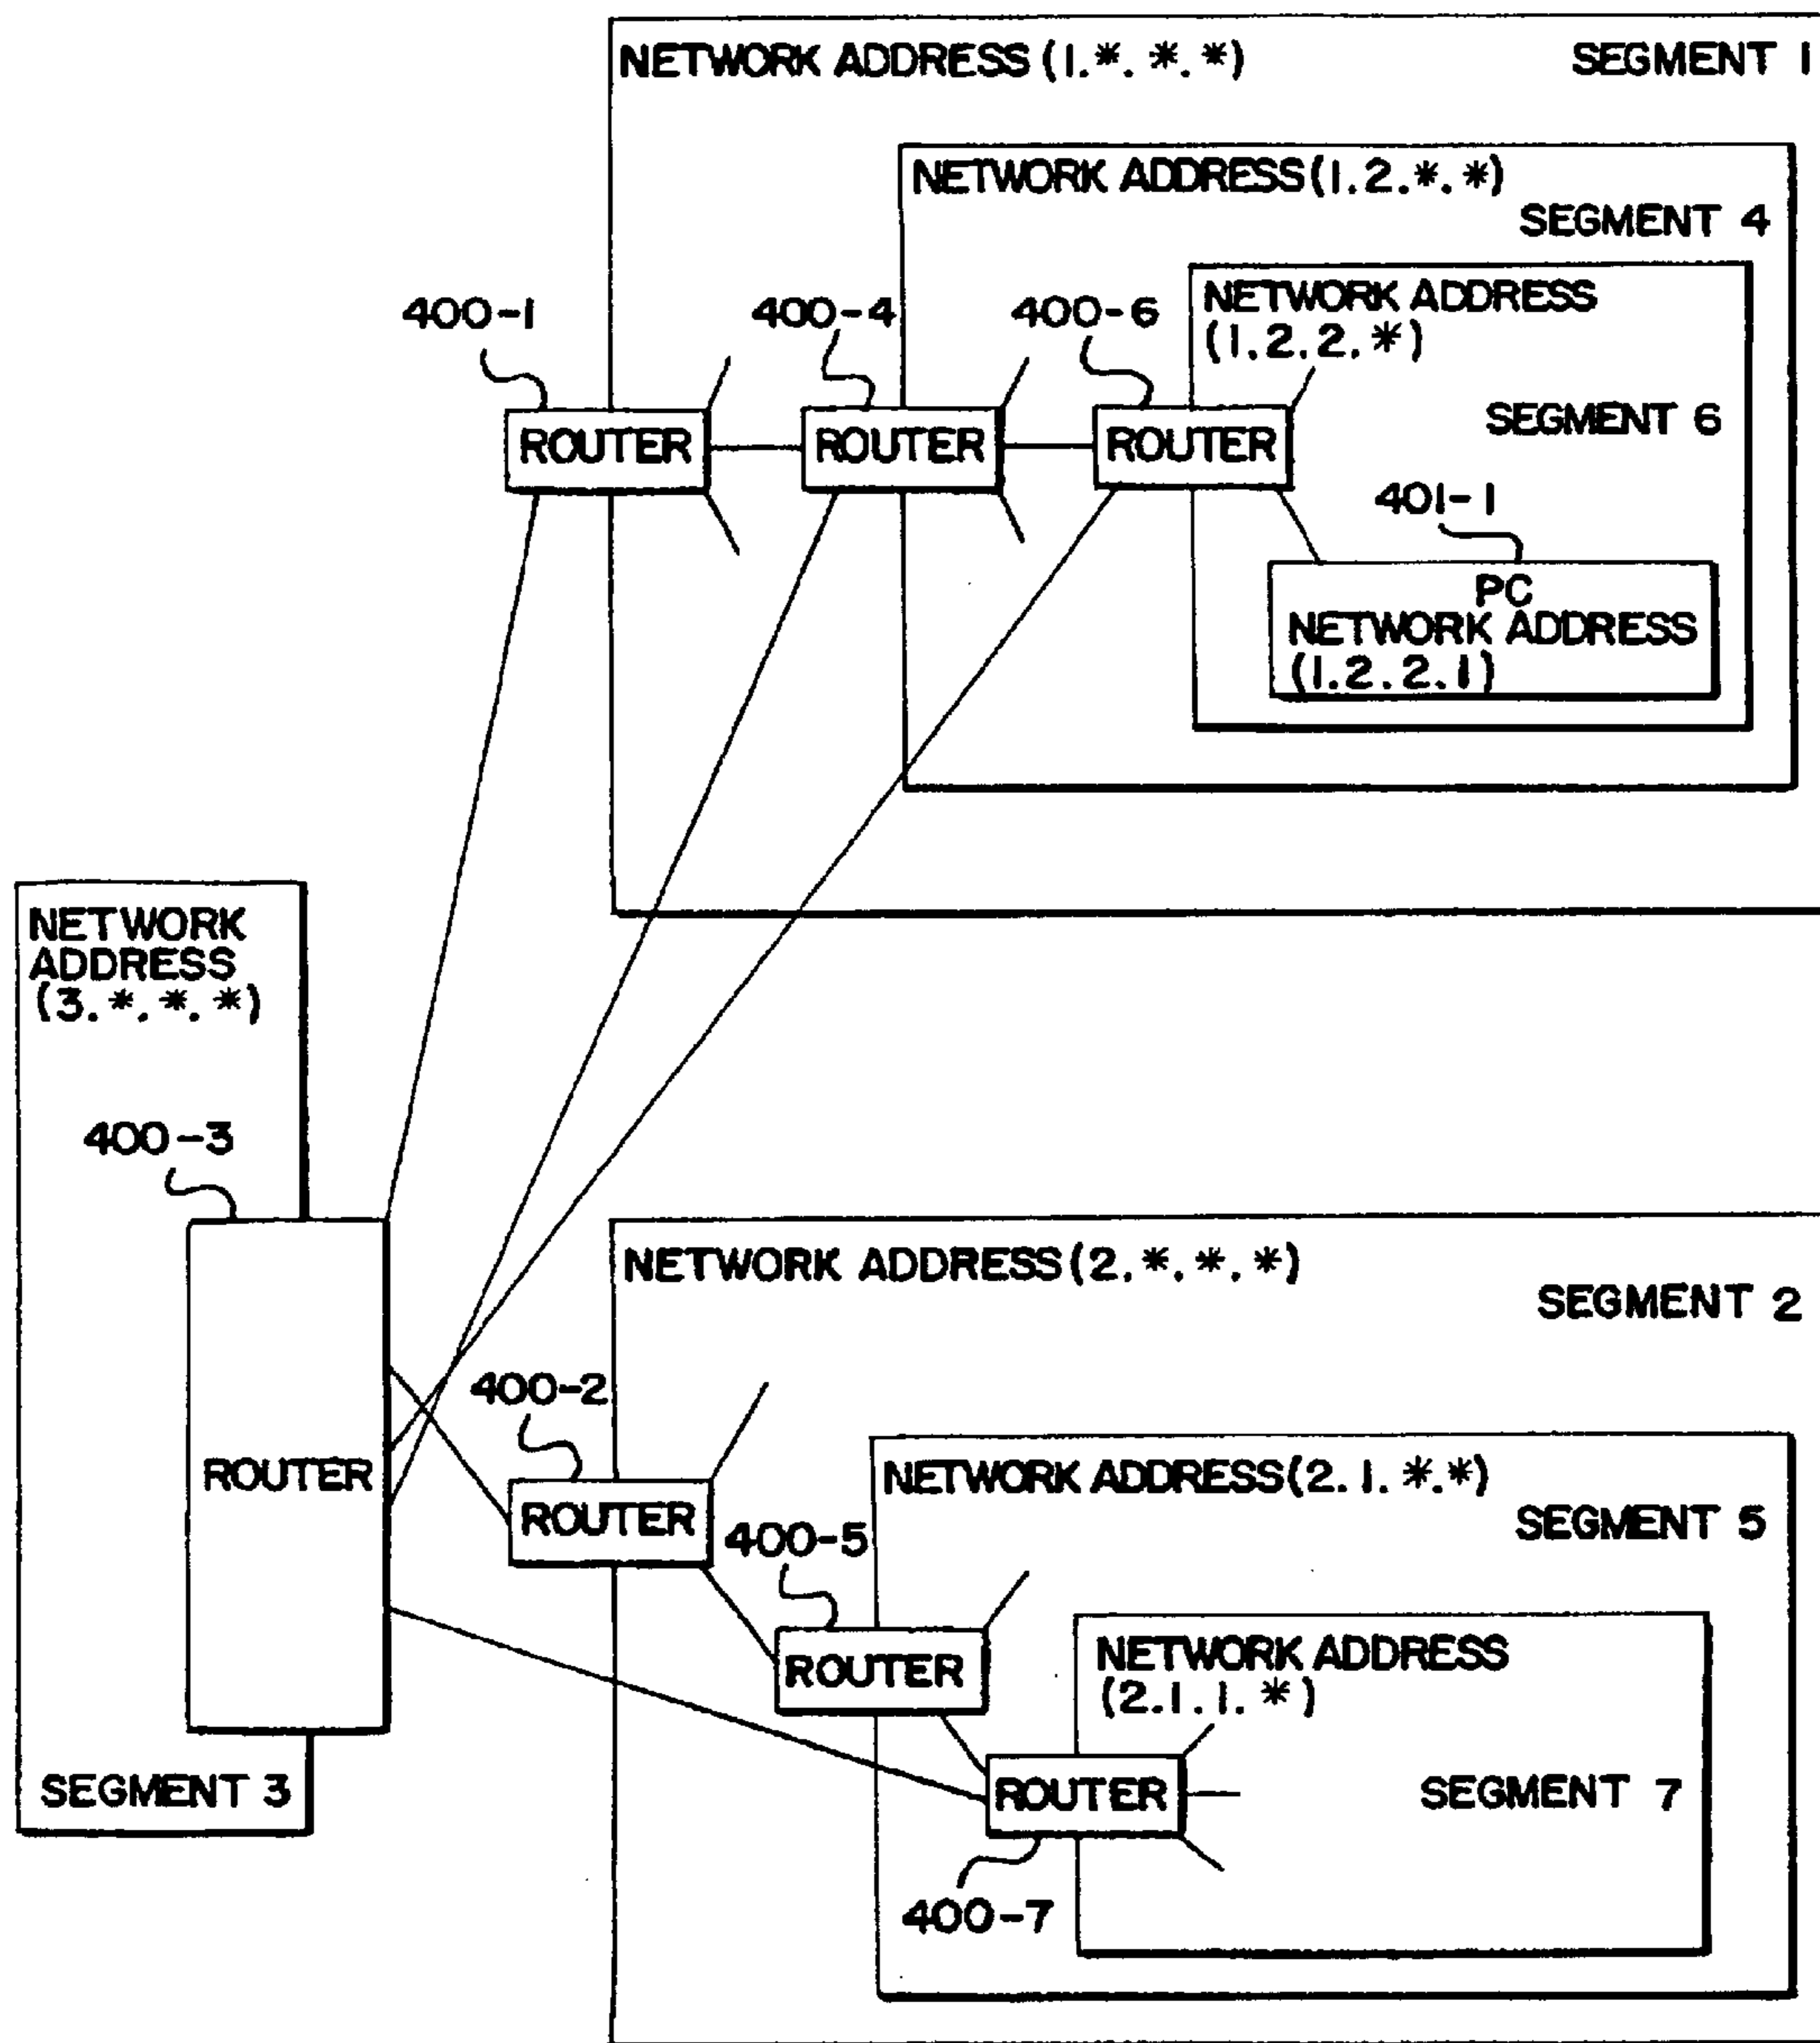 NETWORK ADDRESS (1.*.*.*) SEGMENT 1
NETWORK ADDRESS (1.2.*.*)
SEGMENT 4
400-1
400-4
400-6
NETWORK ADDRESS
(1.2.2.*)
ROUTER
ROUTER
ROUTER
SEGMENT 6
401-1
PC
NETWORK ADDRESS
(1.2.2.1)
NETWORK
ADDRESS
(3.*.*.*)
400-3
ROUTER
SEGMENT 3
NETWORK ADDRESS (2.*.*.*)
SEGMENT 2
400-2
ROUTER
NETWORK ADDRESS (2.1.*.*)
SEGMENT 5
400-5
ROUTER
NETWORK ADDRESS
(2.1.1.*)
ROUTER
SEGMENT 7
400-7